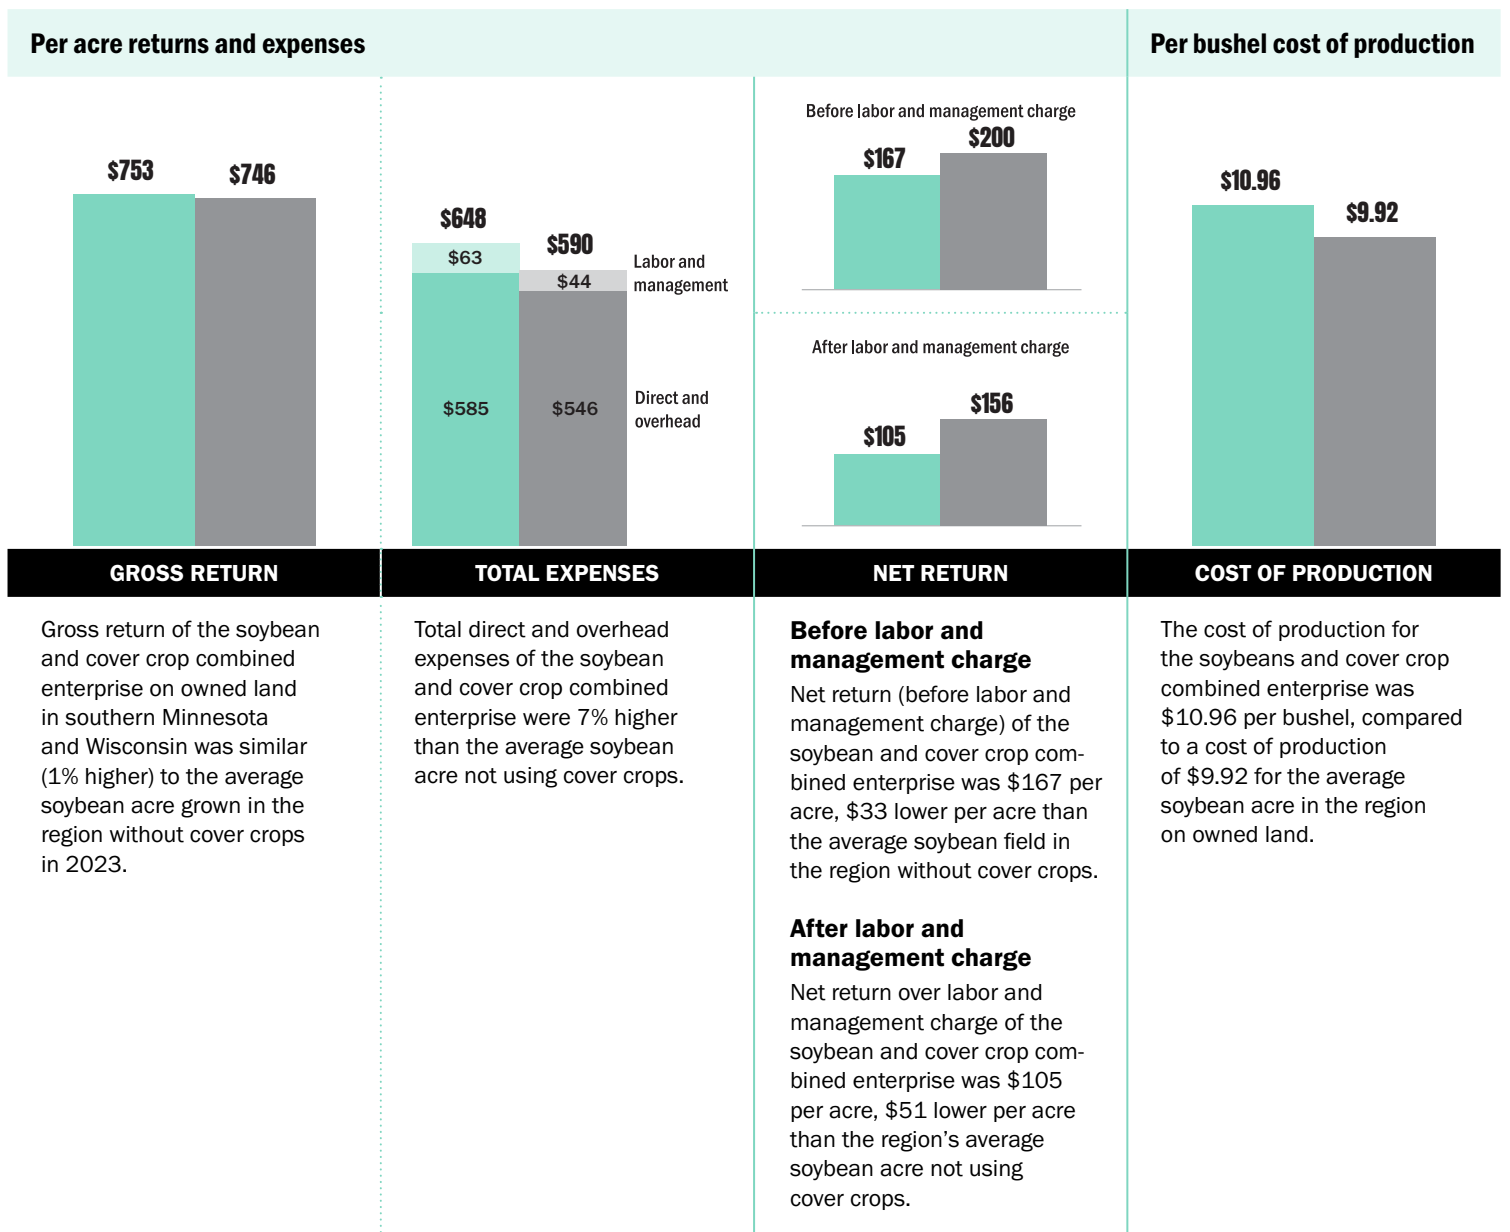 Per acre returns and expenses
$753
$746
GROSS RETURN
Gross return of the soybean
and cover crop combined
enterprise on owned land
in southern Minnesota
and Wisconsin was similar
(1% higher) to the average
soybean acre grown in the
region without cover crops
in 2023.
$648
$590
$63
$44
Labor and
management
$585
$546
Direct and
overhead
TOTAL EXPENSES
Total direct and overhead
expenses of the soybean
and cover crop combined
enterprise were 7% higher
than the average soybean
acre not using cover crops.
Before labor and management charge
$167
$200
After labor and management charge
$105
$156
NET RETURN
Before labor and
management charge
Net return (before labor and
management charge) of the
soybean and cover crop com-
bined enterprise was $167 per
acre, $33 lower per acre than
the average soybean field in
the region without cover crops.
After labor and
management charge
Net return over labor and
management charge of the
soybean and cover crop com-
bined enterprise was $105
per acre, $51 lower per acre
than the region’s average
soybean acre not using
cover crops.
Per bushel cost of production
$10.96
$9.92
COST OF PRODUCTION
The cost of production for
the soybeans and cover crop
combined enterprise was
$10.96 per bushel, compared
to a cost of production
of $9.92 for the average
soybean acre in the region
on owned land.